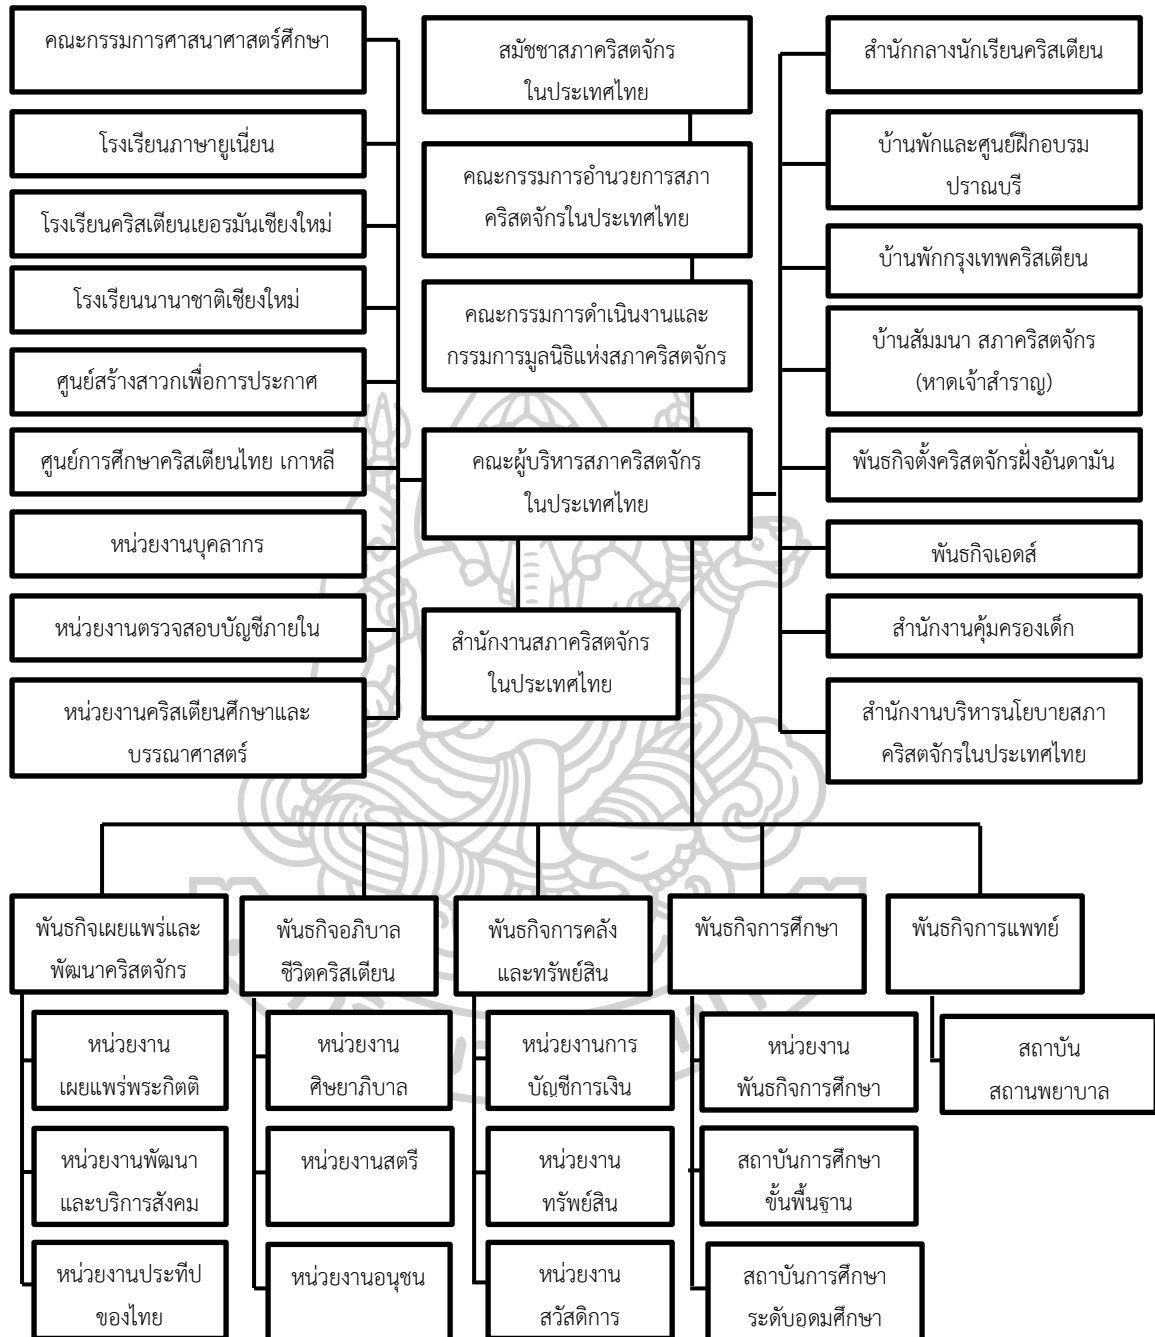 คณะกรรมการศาสนาศาสตร์ศึกษา
โรงเรียนภาษายูเนี่ยน
โรงเรียนคริสเตียนเยอรมันเชียงใหม่
โรงเรียนนานาชาติเชียงใหม่
ศูนย์สร้างสาวกเพื่อการประกาศ
ศูนย์การศึกษาคริสเตียนไทย เกาหลี
หน่วยงานบุคลากร
หน่วยงานตรวจสอบบัญชีภายใน
หน่วยงานคริสเตียนศึกษาและ
บรรณาศาสตร์
สมัชชาสภาคริสตจักร
ในประเทศไทย
คณะกรรมการอำนวยการสภา
คริสตจักรในประเทศไทย
คณะกรรมการดำเนินงานและ
กรรมการมูลนิธิแห่งสภาคริสตจักร
คณะผู้บริหารสภาคริสตจักร
ในประเทศไทย
สำนักงานสภาคริสตจักร
ในประเทศไทย
สำนักกลางนักเรียนคริสเตียน
บ้านพักและศูนย์ฝึกอบรม
ปราณบุรี
บ้านพักกรุงเทพคริสเตียน
บ้านสัมมนา สภาคริสตจักร
(หาดเจ้าสำราญ)
พันธกิจตั้งคริสตจักรฝั่งอันดามัน
พันธกิจเอดส์
สำนักงานคุ้มครองเด็ก
สำนักงานบริหารนโยบายสภา
คริสตจักรในประเทศไทย
พันธกิจเผยแพร่และ
พัฒนาคริสตจักร
หน่วยงาน
เผยแพร่พระกิตติ
หน่วยงานพัฒนา
และบริการสังคม
หน่วยงานประทีป
ของไทย
พันธกิจอภิบาล
ชีวิตคริสเตียน
หน่วยงาน
ศิษยาภิบาล
หน่วยงานสตรี
หน่วยงานอนุชน
พันธกิจการคลัง
และทรัพย์สิน
หน่วยงานการ
บัญชีการเงิน
หน่วยงาน
ทรัพย์สิน
หน่วยงาน
สวัสดิการ
พันธกิจการศึกษา
หน่วยงาน
พันธกิจการศึกษา
สถาบันการศึกษา
ขั้นพื้นฐาน
สถาบันการศึกษา
ระดับอุดมศึกษา
พันธกิจการแพทย์
สถาบัน
สถานพยาบาล